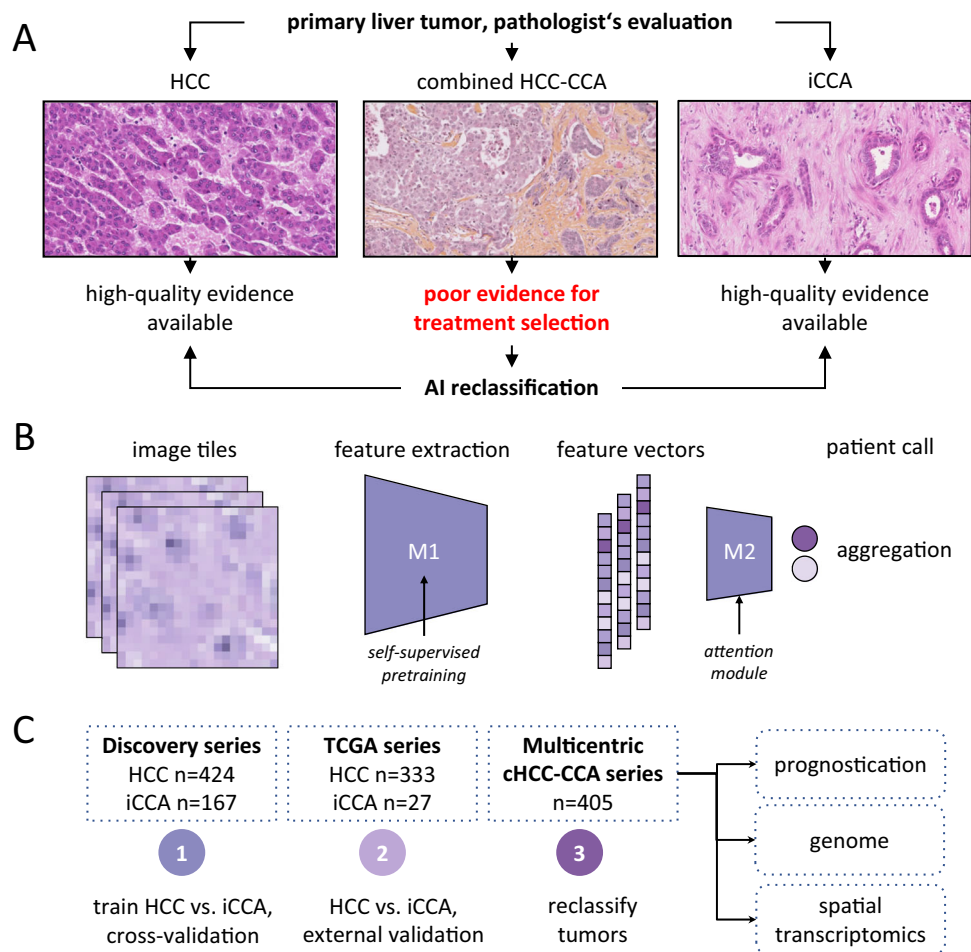 A
primary liver tumor, pathologist‘s evaluation
HCC
combined HCC-CCA
iCCA
high-quality evidence
available
poor evidence for
treatment selection
high-quality evidence
available
AI reclassification
B
image tiles
feature extraction
feature vectors
patient call
M1
M2
aggregation
self-supervised
pretraining
attention
module
C
Discovery series
HCC n=424
iCCA n=167
TCGA series
HCC n=333
iCCA n=27
Multicentric
cHCC-CCA series
n=405
prognostication
genome
spatial
transcriptomics
1
2
3
train HCC vs. iCCA,
cross-validation
HCC vs. iCCA,
external validation
reclassify
tumors